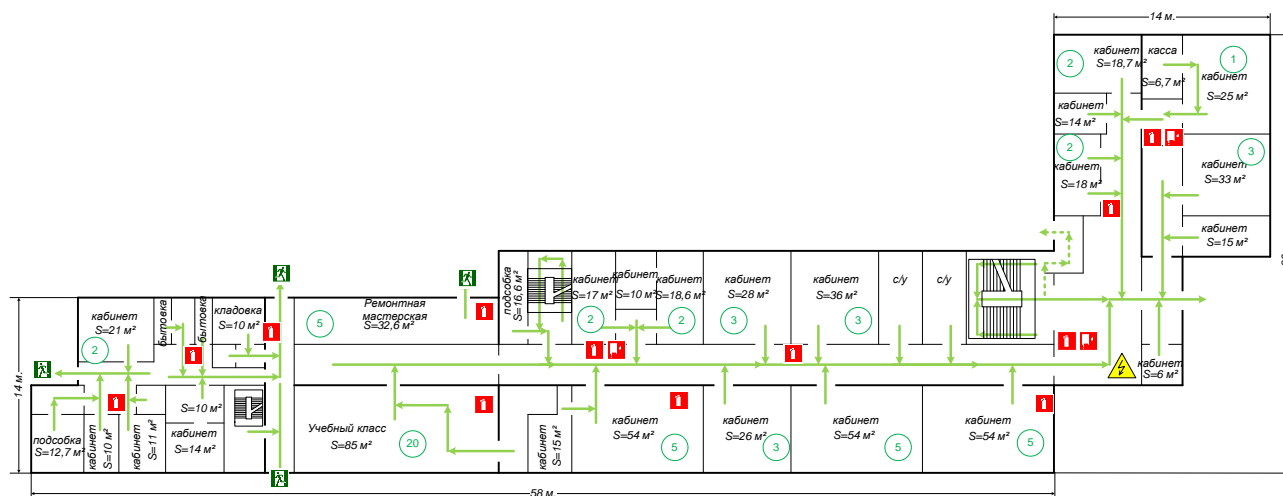 14 м.
кабинет
S=18,7 м²
2
касса
S=6,7 м²
1
кабинет
S=25 м²
кабинет
S=14 м²
2
кабинет
S=18 м²
3
кабинет
S=33 м²
кабинет
S=15 м²
подсобка
S=16,6 м²
кабинет
S=17 м²
кабинет
S=10 м²
кабинет
S=18,6 м²
кабинет
S=28 м²
кабинет
S=36 м²
с/у
с/у
2
2
3
3
кабинет
S=21 м²
2
бытовка
бытовка
кладовка
S=10 м²
5
Ремонтная
мастерская
S=32,6 м²
кабинет
S=6 м²
14 м.
подсобка
S=12,7 м²
кабинет
S=10 м²
кабинет
S=11 м²
S=10 м²
кабинет
S=14 м²
Учебный класс
S=85 м²
20
кабинет
S=15 м²
кабинет
S=54 м²
5
кабинет
S=26 м²
3
кабинет
S=54 м²
5
кабинет
S=54 м²
5
58 м.